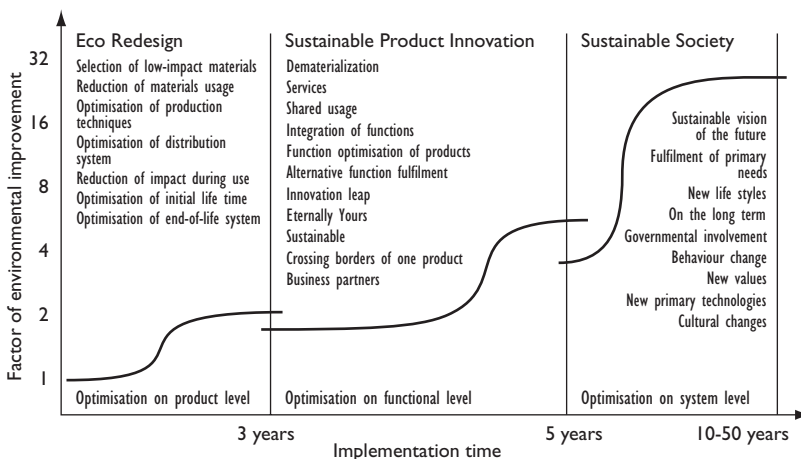 Factor of environmental improvement
32
16
8
4
2
1
Eco Redesign
Selection of low-impact materials
Reduction of materials usage
Optimisation of production
techniques
Optimisation of distribution
system
Reduction of impact during use
Optimisation of initial life time
Optimisation of end-of-life system
Optimisation on product level
Sustainable Product Innovation
Dematerialization
Services
Shared usage
Integration of functions
Function optimisation of products
Alternative function fulfilment
Innovation leap
Eternally Yours
Sustainable
Crossing borders of one product
Business partners
Optimisation on functional level
Sustainable Society
Sustainable vision
of the future
Fulfilment of primary
needs
New life styles
On the long term
Governmental involvement
Behaviour change
New values
New primary technologies
Cultural changes
Optimisation on system level
3 years
5 years
10-50 years
Implementation time